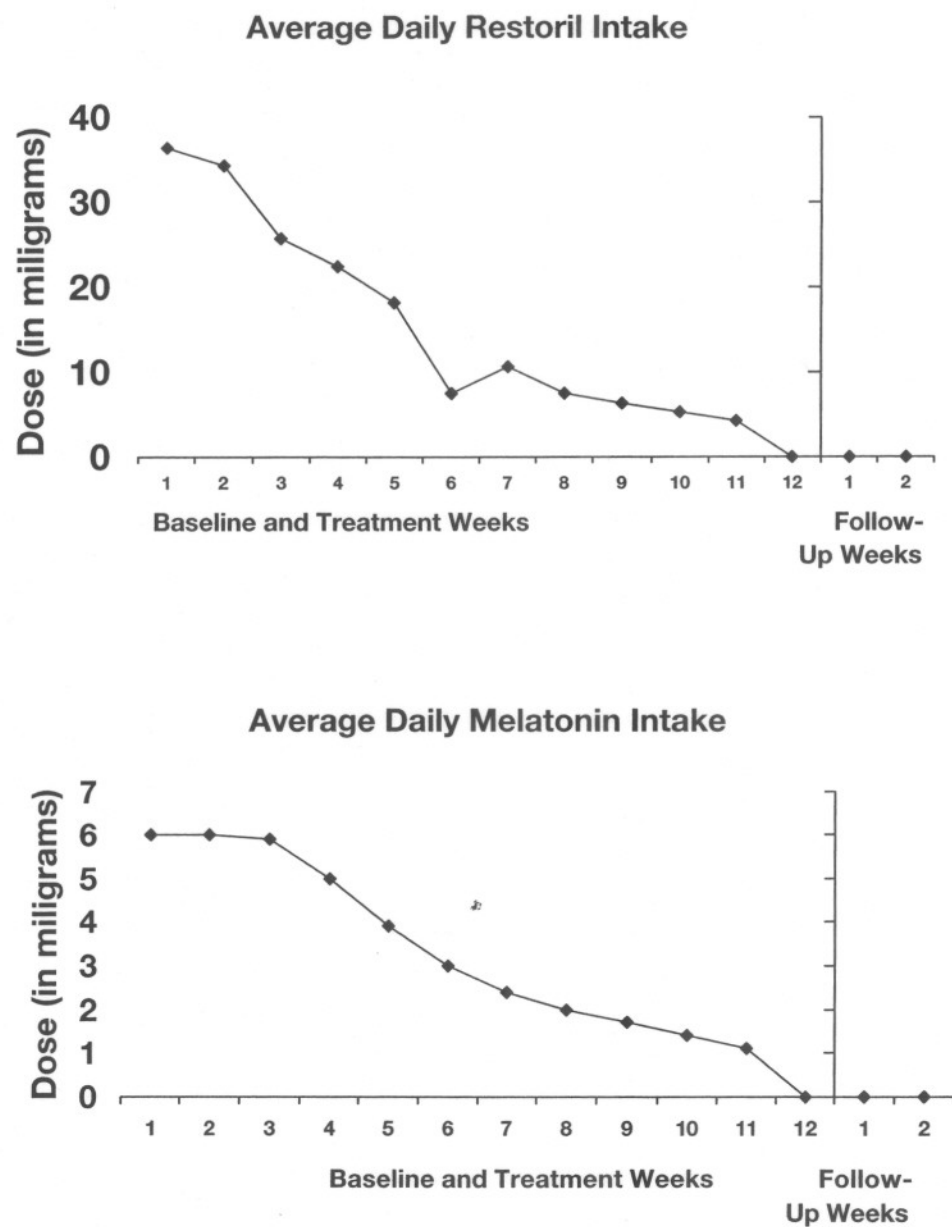 Average Daily Restoril Intake
Dose (in miligrams)
40
30
20
10
0
1 2 3 4 5 6 7 8 9 10 11 12 1 2
Baseline and Treatment Weeks
Follow-
Up Weeks
Average Daily Melatonin Intake
Dose (in miligrams)
7
6
5
4
3
2
1
0
1 2 3 4 5 6 7 8 9 10 11 12 1 2
Baseline and Treatment Weeks
Follow-
Up Weeks